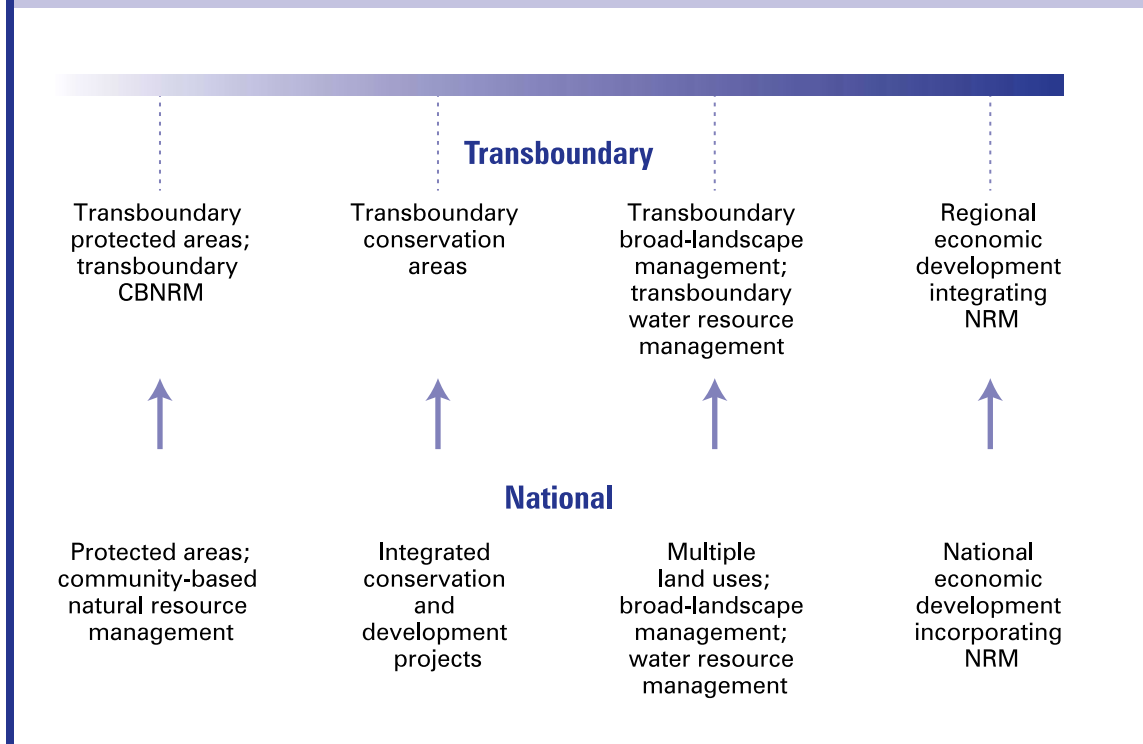 Transboundary
Transboundary
protected areas;
transboundary
CBNRM
Transboundary
conservation
areas
Transboundary
broad-landscape
management;
transboundary
water resource
management
Regional
economic
development
integrating
NRM
National
Protected areas;
community-based
natural resource
management
Integrated
conservation
and
development
projects
Multiple
land uses;
broad-landscape
management;
water resource
management
National
economic
development
incorporating
NRM